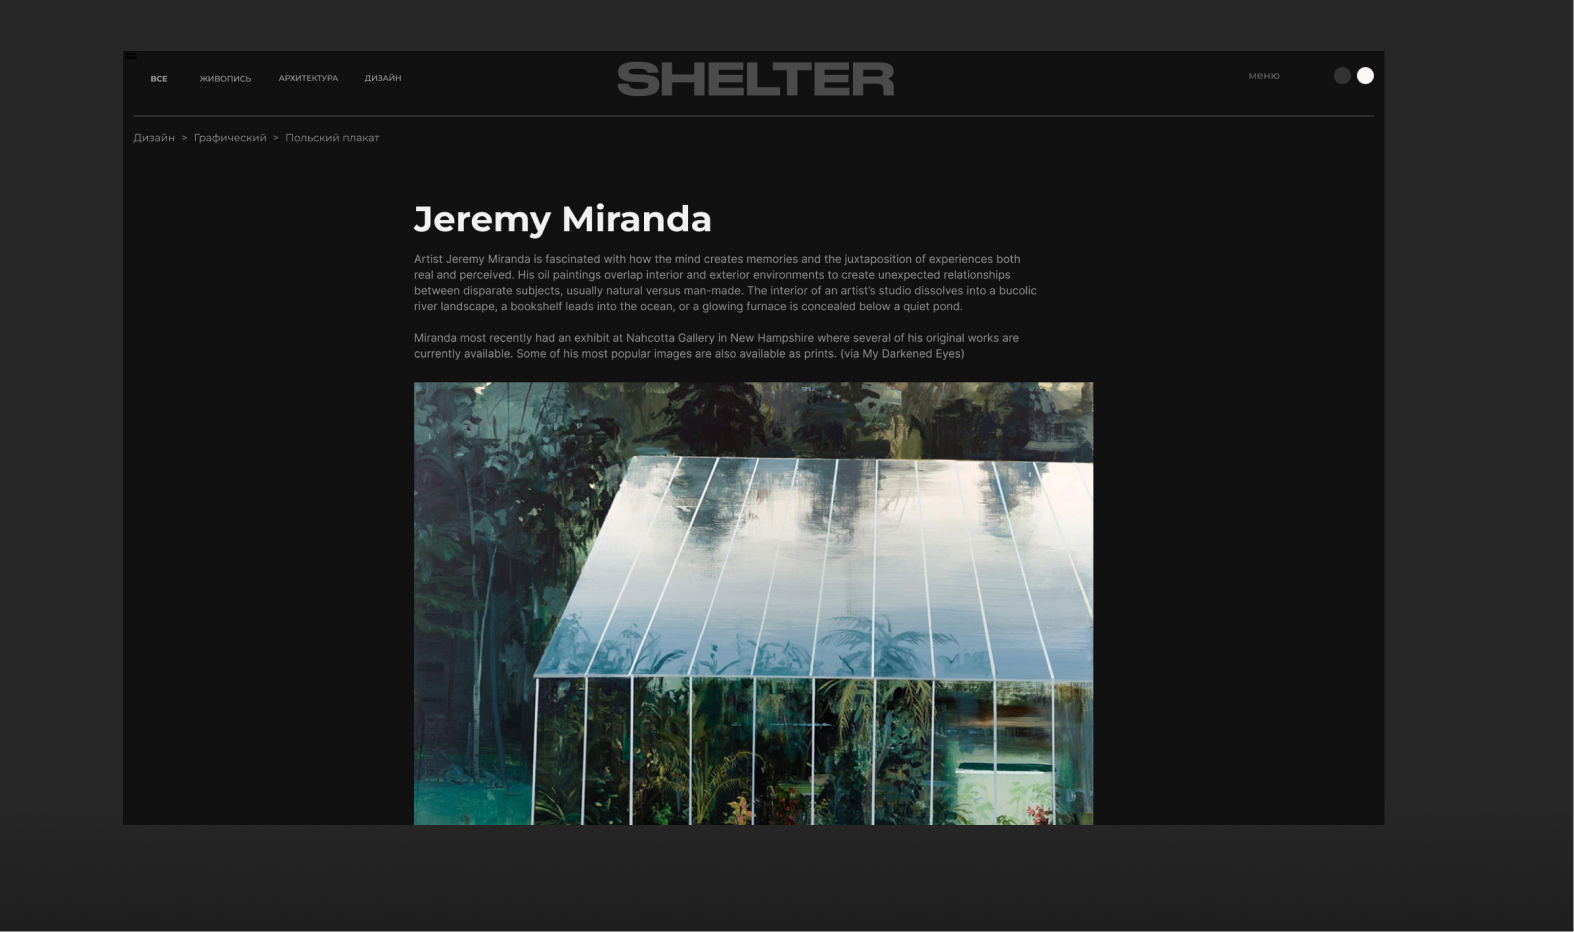 ВСЕ ЖИВОПИСЬ АРХИТЕКТУРА ДИЗАЙН
SHELTER
меню
Дизайн > Графический > Польский плакат
Jeremy Miranda
Artist Jeremy Miranda is fascinated with how the mind creates memories and the juxtaposition of experiences both
real and perceived. His oil paintings overlap interior and exterior environments to create unexpected relationships
between disparate subjects, usually natural versus man-made. The interior of an artist's studio dissolves into a bucolic
river landscape, a bookshelf leads into the ocean, or a glowing furnace is concealed below a quiet pond.
Miranda most recently had an exhibit at Nahcotta Gallery in New Hampshire where several of his original works are
currently available. Some of his most popular images are also available as prints. (via My Darkened Eyes)